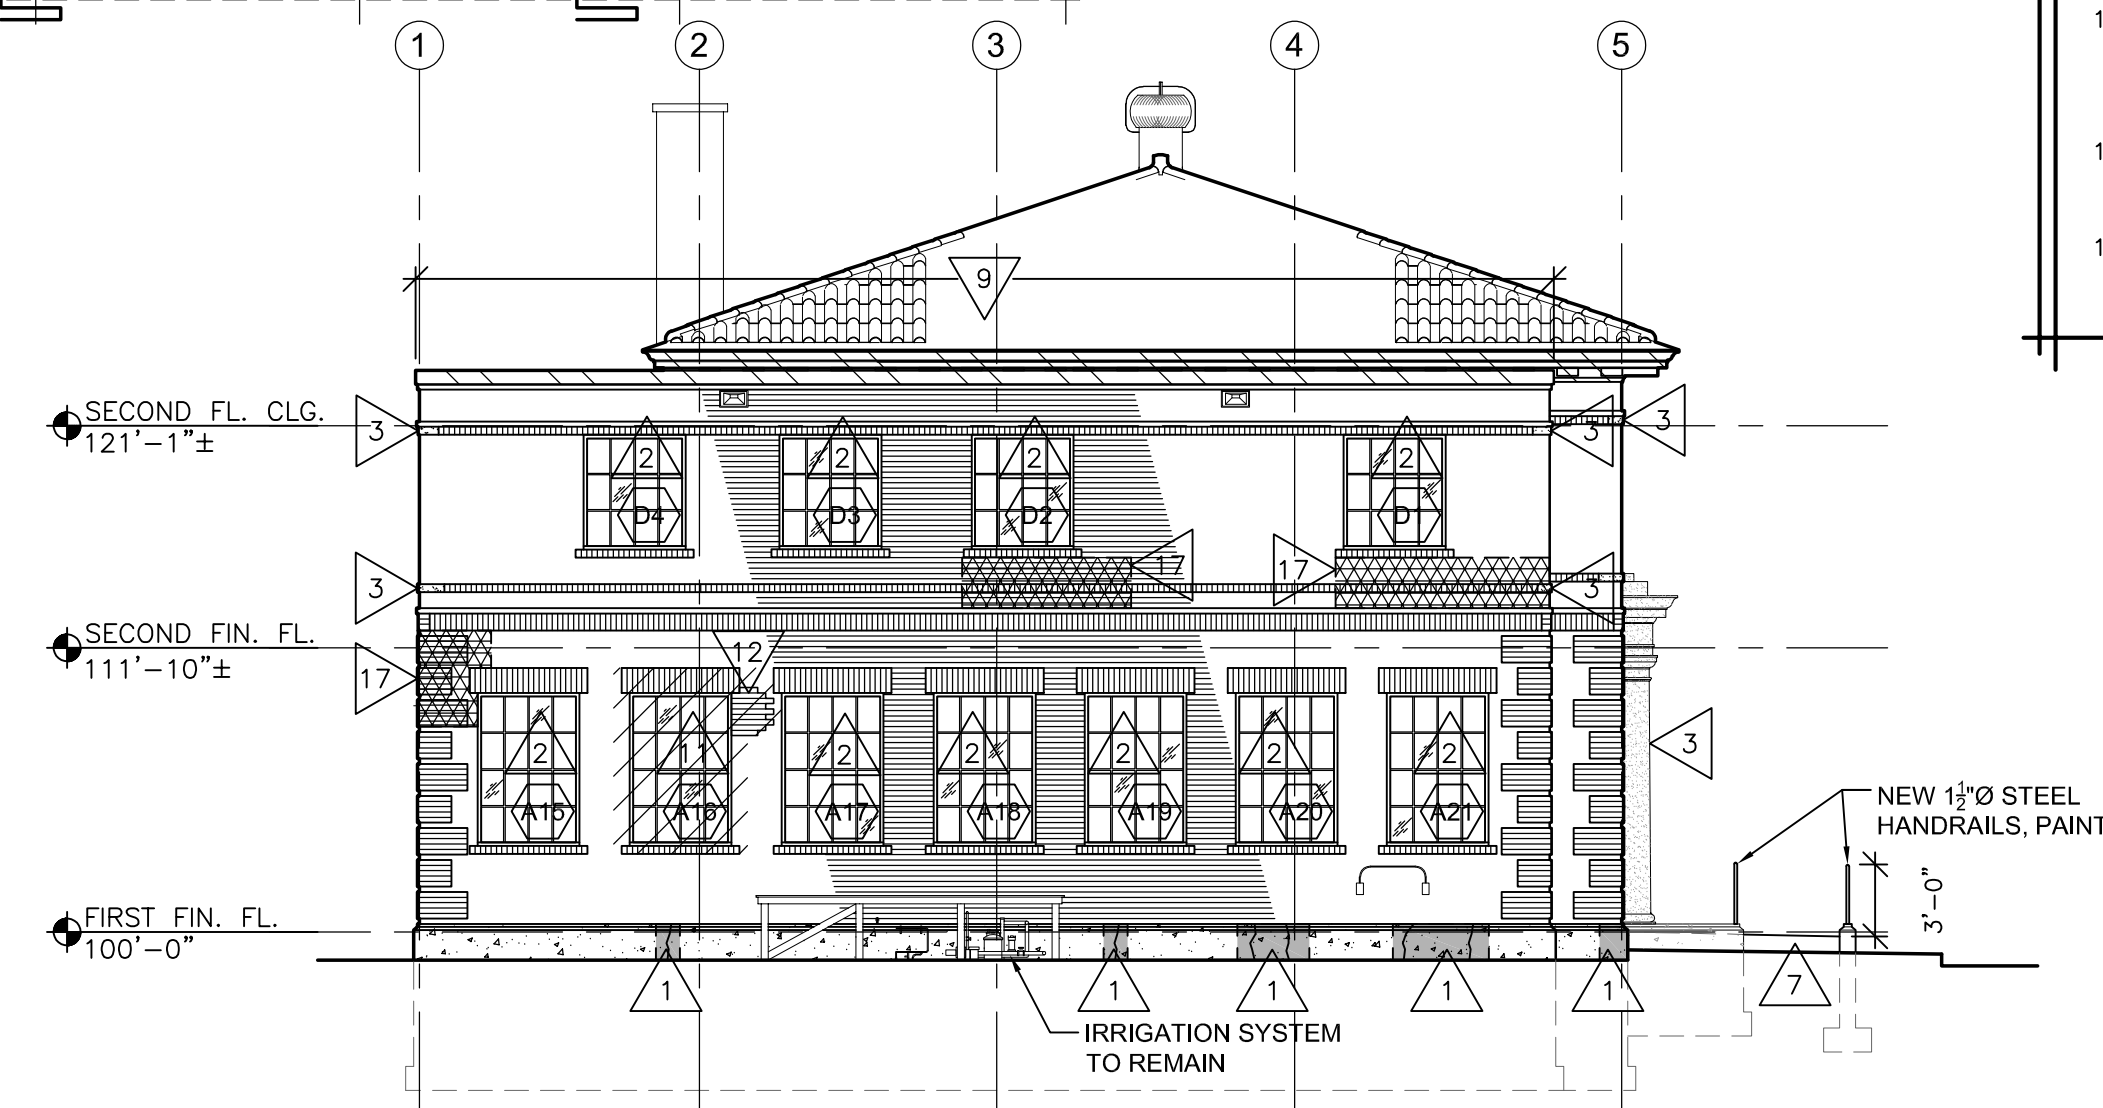 1 2 3 4 5
1
1
1
9
SECOND FL. CLG.
121'-1"±
3 3 3
2 2 2 2
D4 D3 D2 D1
17 17
3 3
SECOND FIN. FL.
111'-10"±
12
17
2 11 2 2 2 2 2
3
A15 A16 A17 A18 A19 A20 A21
NEW 1½"Ø STEEL
HANDRAILS, PAINT
3'-0"
FIRST FIN. FL.
100'-0"
1 1 1 1 1 7
IRRIGATION SYSTEM
TO REMAIN